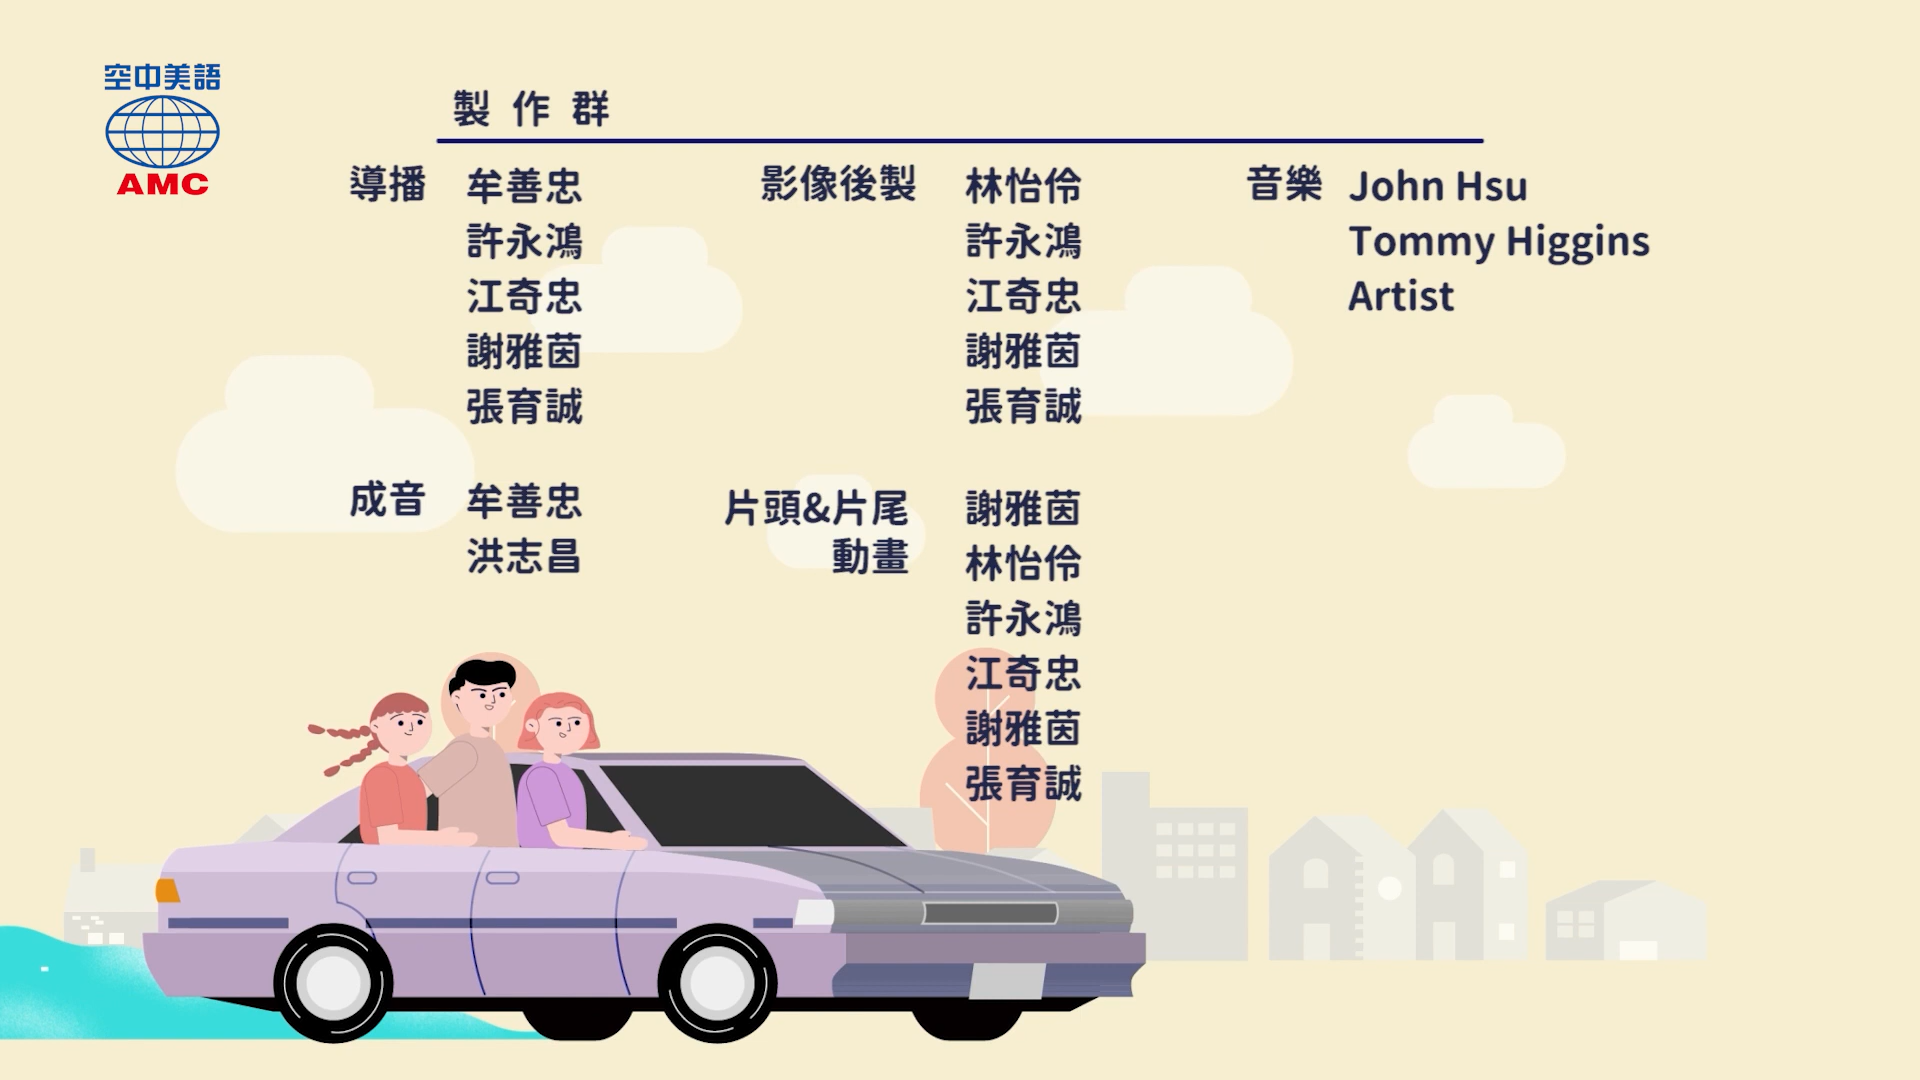 空中美語
AMC
製作群
導播
牟善忠
許永鴻
江奇忠
謝雅茵
張育誠
成音
牟善忠
洪志昌
影像後製
林怡伶
許永鴻
江奇忠
謝雅茵
張育誠
片頭&片尾
動畫
謝雅茵
林怡伶
許永鴻
江奇忠
謝雅茵
張育誠
音樂
John Hsu
Tommy Higgins
Artist